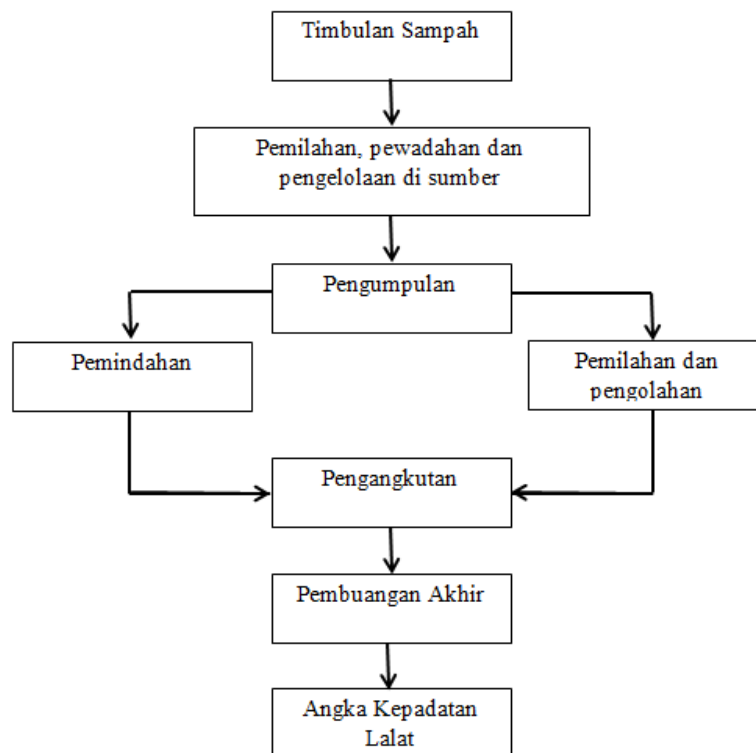 Timbulan Sampah
Pemilahan, pewadahan dan
pengelolaan di sumber
Pengumpulan
Pemindahan
Pemilahan dan
pengolahan
Pengangkutan
Pembuangan Akhir
Angka Kepadatan
Lalat